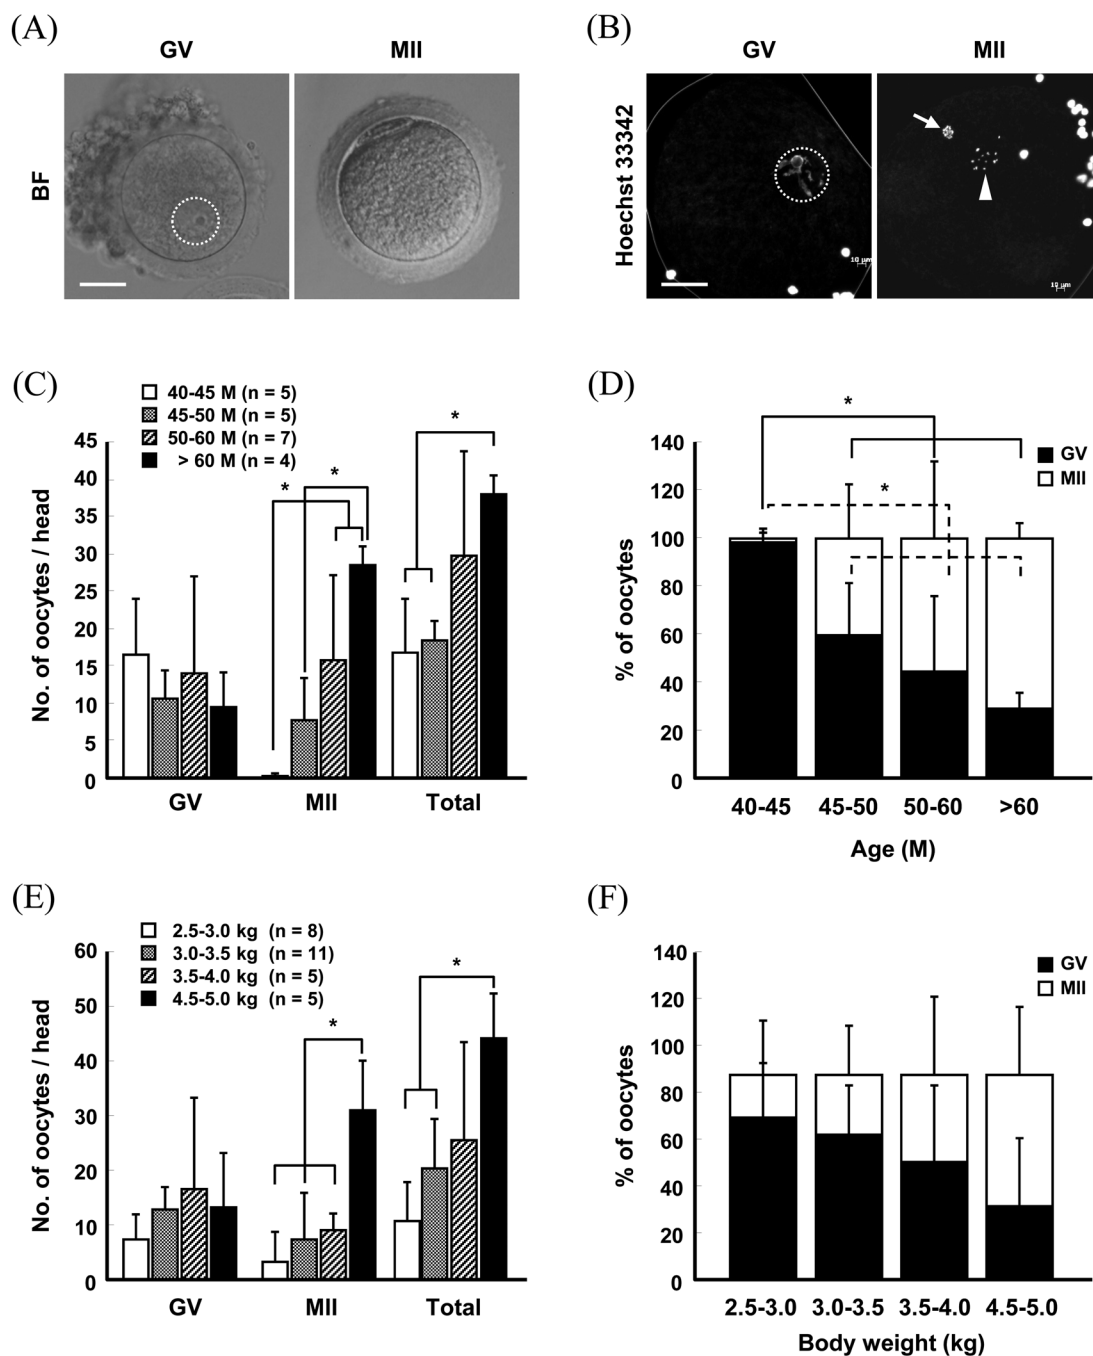 (A)
GV
MII
BF
(B)
GV
MII
Hoechst 33342
10 µm
10 µm
(C)
40-45 M (n = 5)
45-50 M (n = 5)
50-60 M (n = 7)
> 60 M (n = 4)
No. of oocytes / head
45
40
35
30
25
20
15
10
5
0
*
*
*
GV
MII
Total
(D)
GV
MII
% of oocytes
140
120
100
80
60
40
20
0
*
*
40-45
45-50
50-60
>60
Age (M)
(E)
2.5-3.0 kg (n = 8)
3.0-3.5 kg (n = 11)
3.5-4.0 kg (n = 5)
4.5-5.0 kg (n = 5)
No. of oocytes / head
60
50
40
30
20
10
0
*
*
GV
MII
Total
(F)
GV
MII
% of oocytes
140
120
100
80
60
40
20
0
2.5-3.0
3.0-3.5
3.5-4.0
4.5-5.0
Body weight (kg)